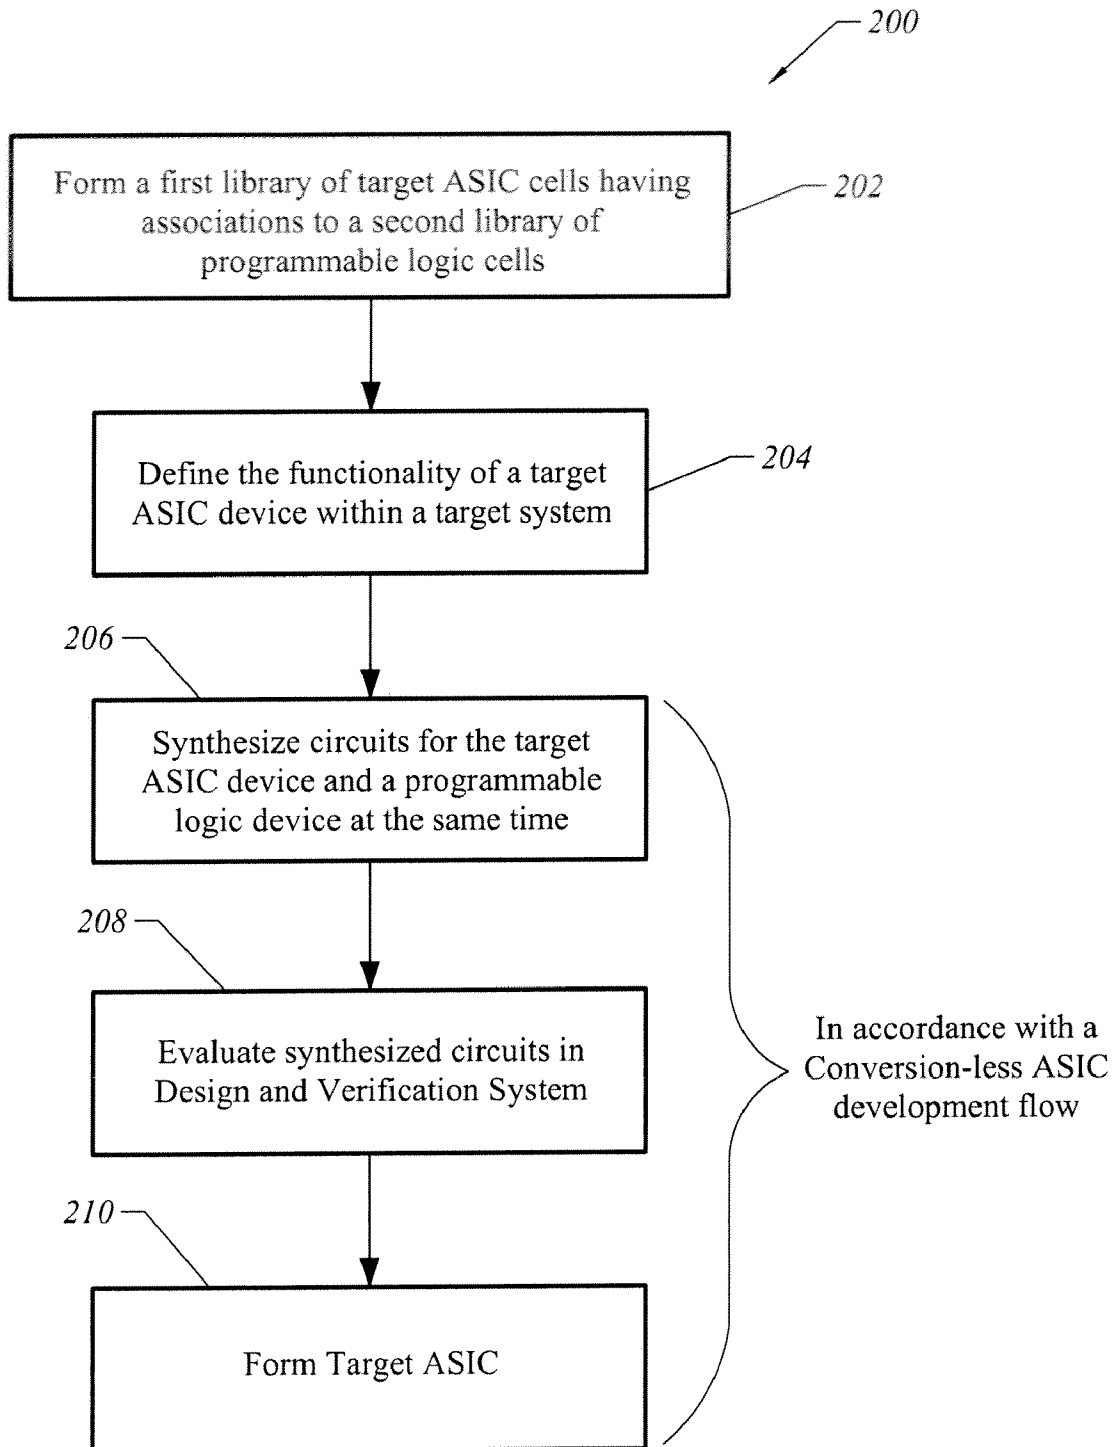 200
Form a first library of target ASIC cells having
associations to a second library of
programmable logic cells
202
Define the functionality of a target
ASIC device within a target system
204
206
Synthesize circuits for the target
ASIC device and a programmable
logic device at the same time
208
Evaluate synthesized circuits in
Design and Verification System
In accordance with a
Conversion-less ASIC
development flow
210
Form Target ASIC